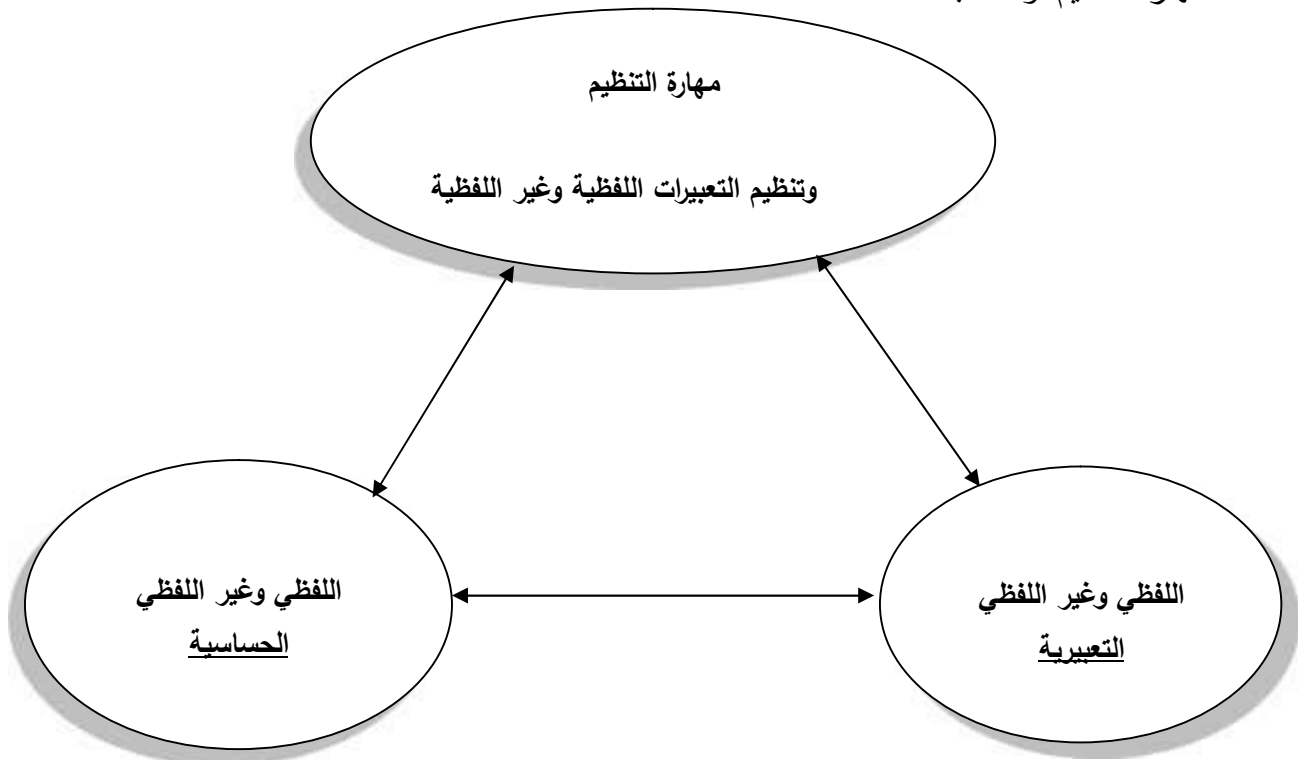 مهارة التنظيم
وتنظيم التعبيرات اللفظية وغير اللفظية
اللفظي وغير اللفظي
التعبيرية
اللفظي وغير اللفظي
الحساسية